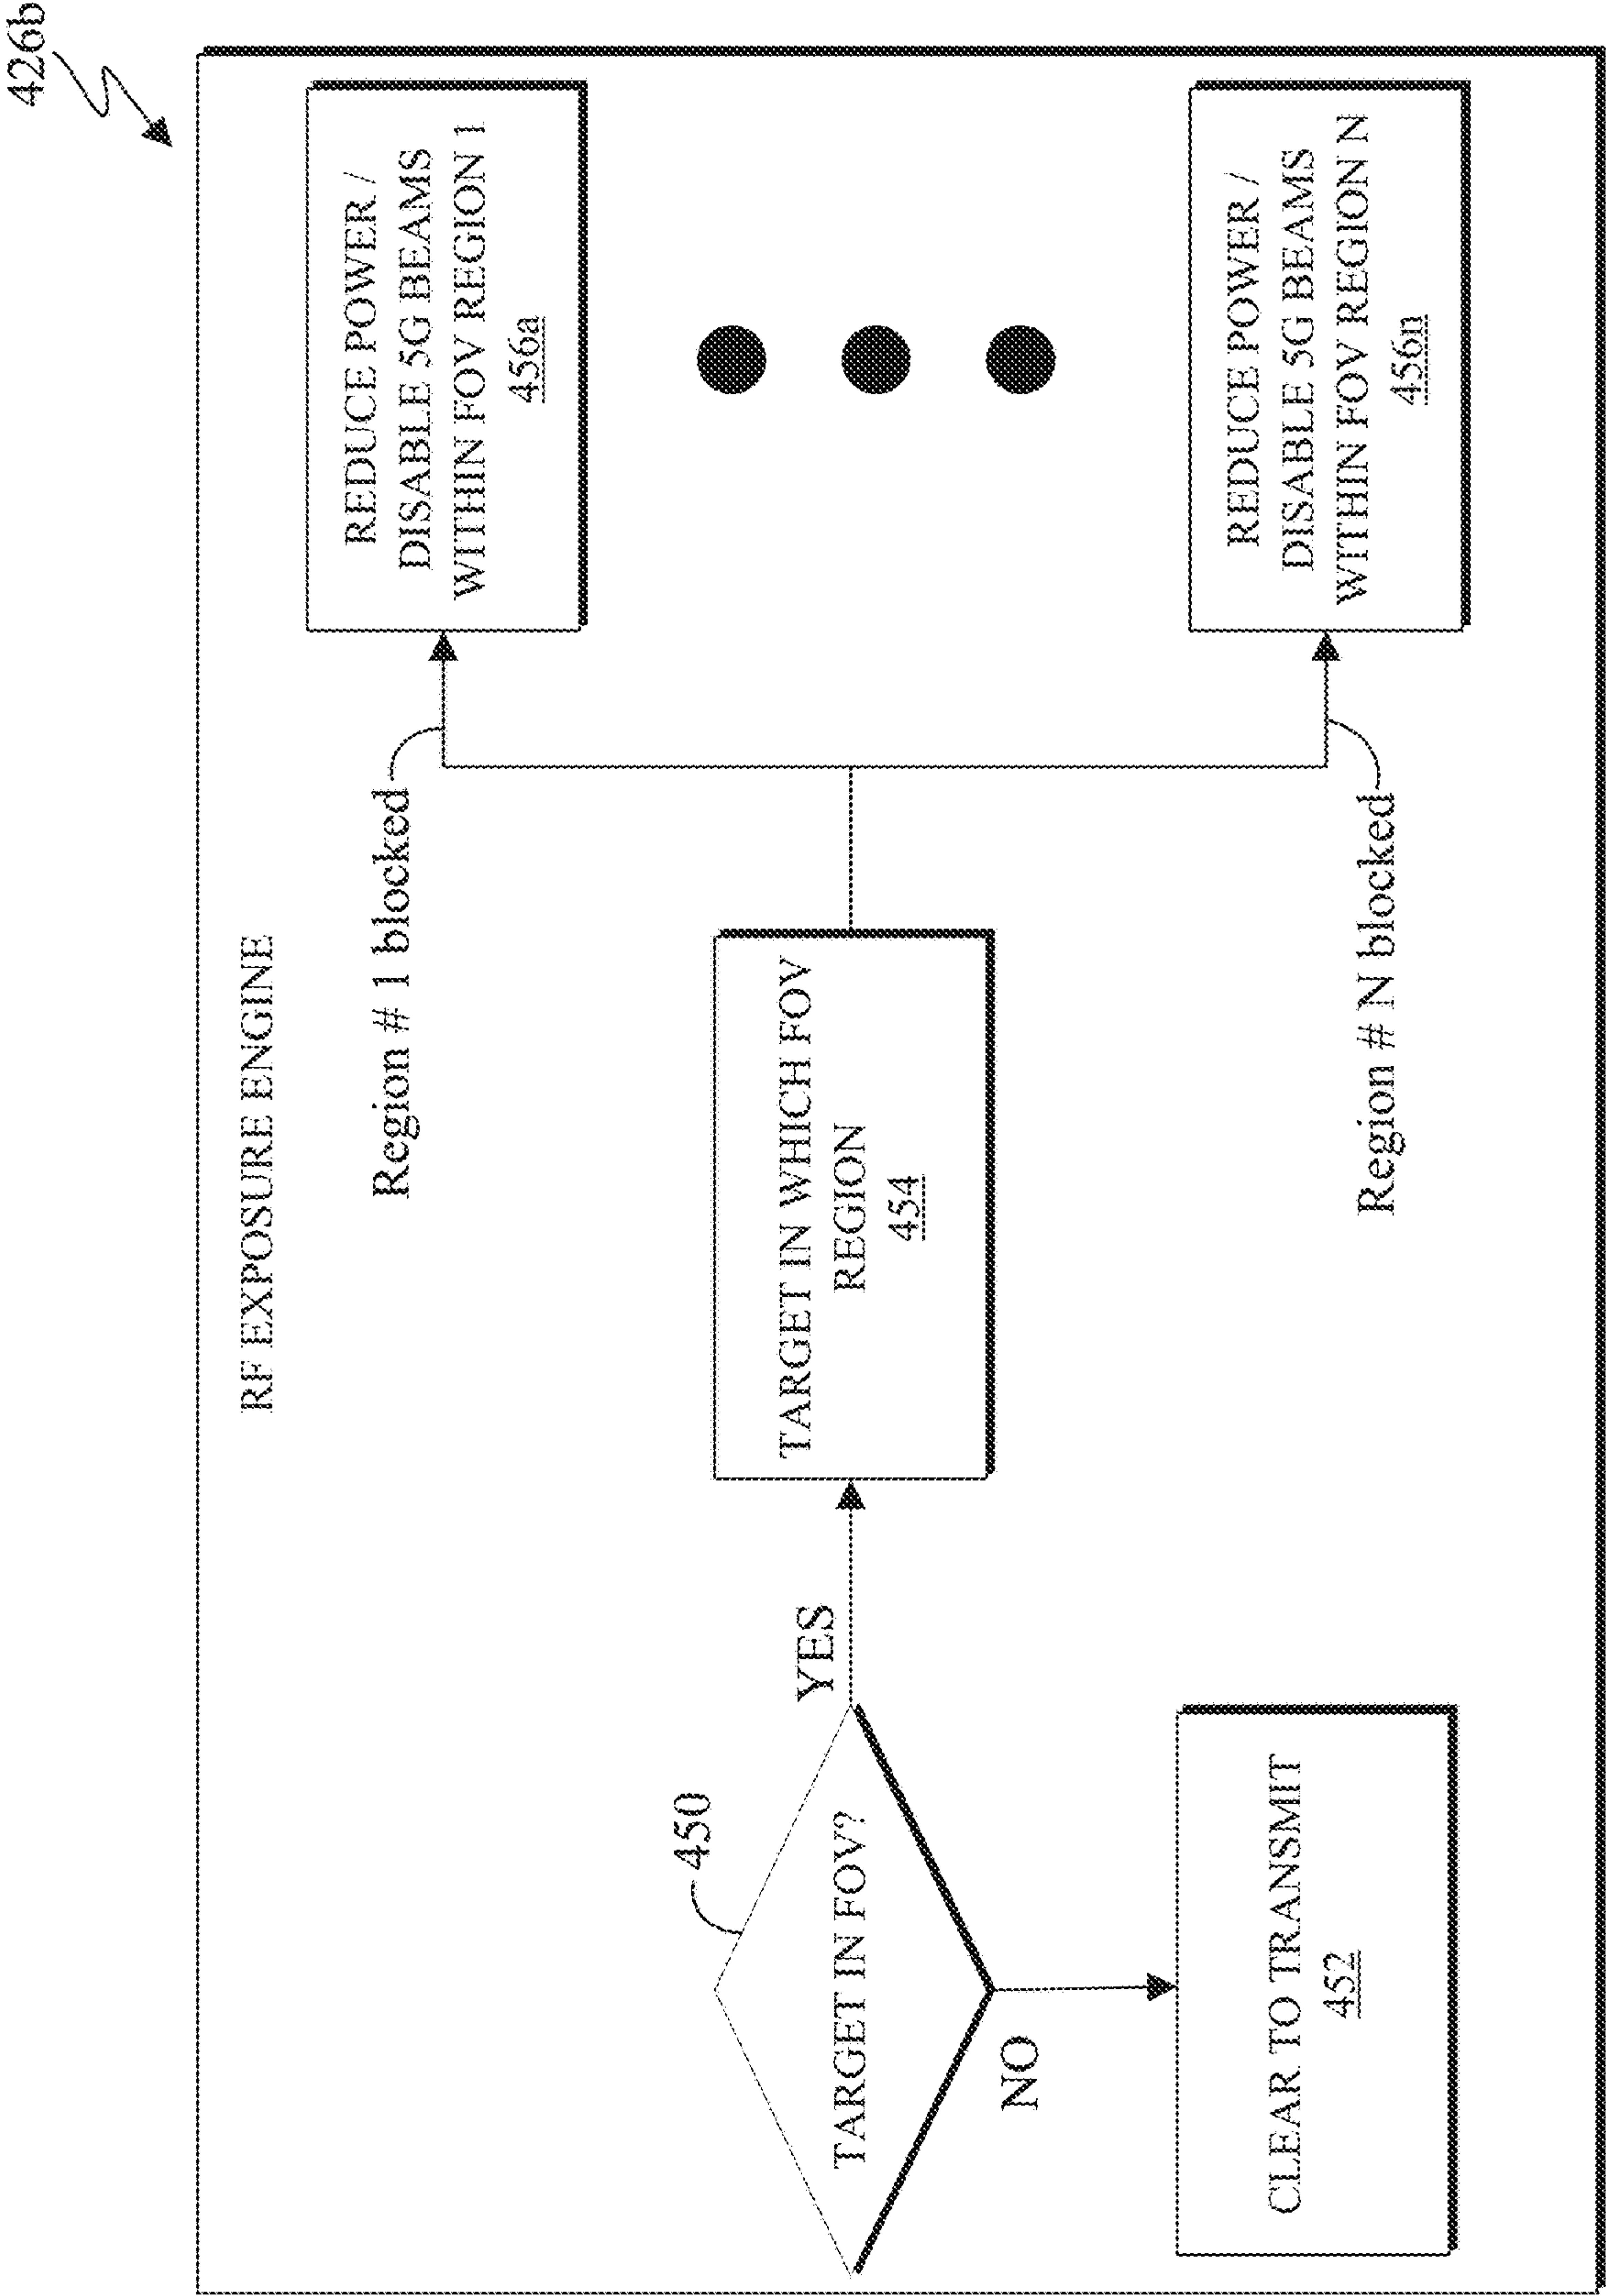 426b
RF EXPOSURE ENGINE
450
TARGET IN FOV?
YES
NO
CLEAR TO TRANSMIT
452
TARGET IN WHICH FOV
REGION
454
Region # 1 blocked
REDUCE POWER /
DISABLE 5G BEAMS
WITHIN FOV REGION 1
456a
Region # N blocked
REDUCE POWER /
DISABLE 5G BEAMS
WITHIN FOV REGION N
456n